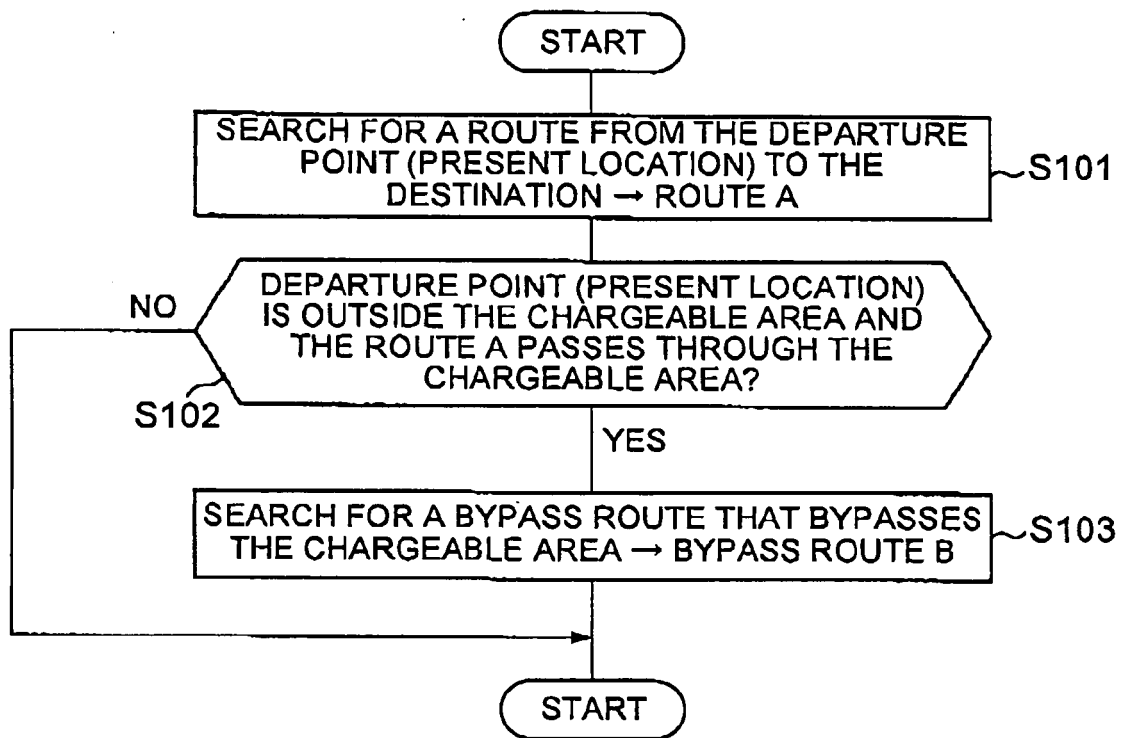 START
SEARCH FOR A ROUTE FROM THE DEPARTURE
POINT (PRESENT LOCATION) TO THE
DESTINATION → ROUTE A
S101
DEPARTURE POINT (PRESENT LOCATION)
IS OUTSIDE THE CHARGEABLE AREA AND
THE ROUTE A PASSES THROUGH THE
CHARGEABLE AREA?
NO
S102
YES
SEARCH FOR A BYPASS ROUTE THAT BYPASSES
THE CHARGEABLE AREA → BYPASS ROUTE B
S103
START